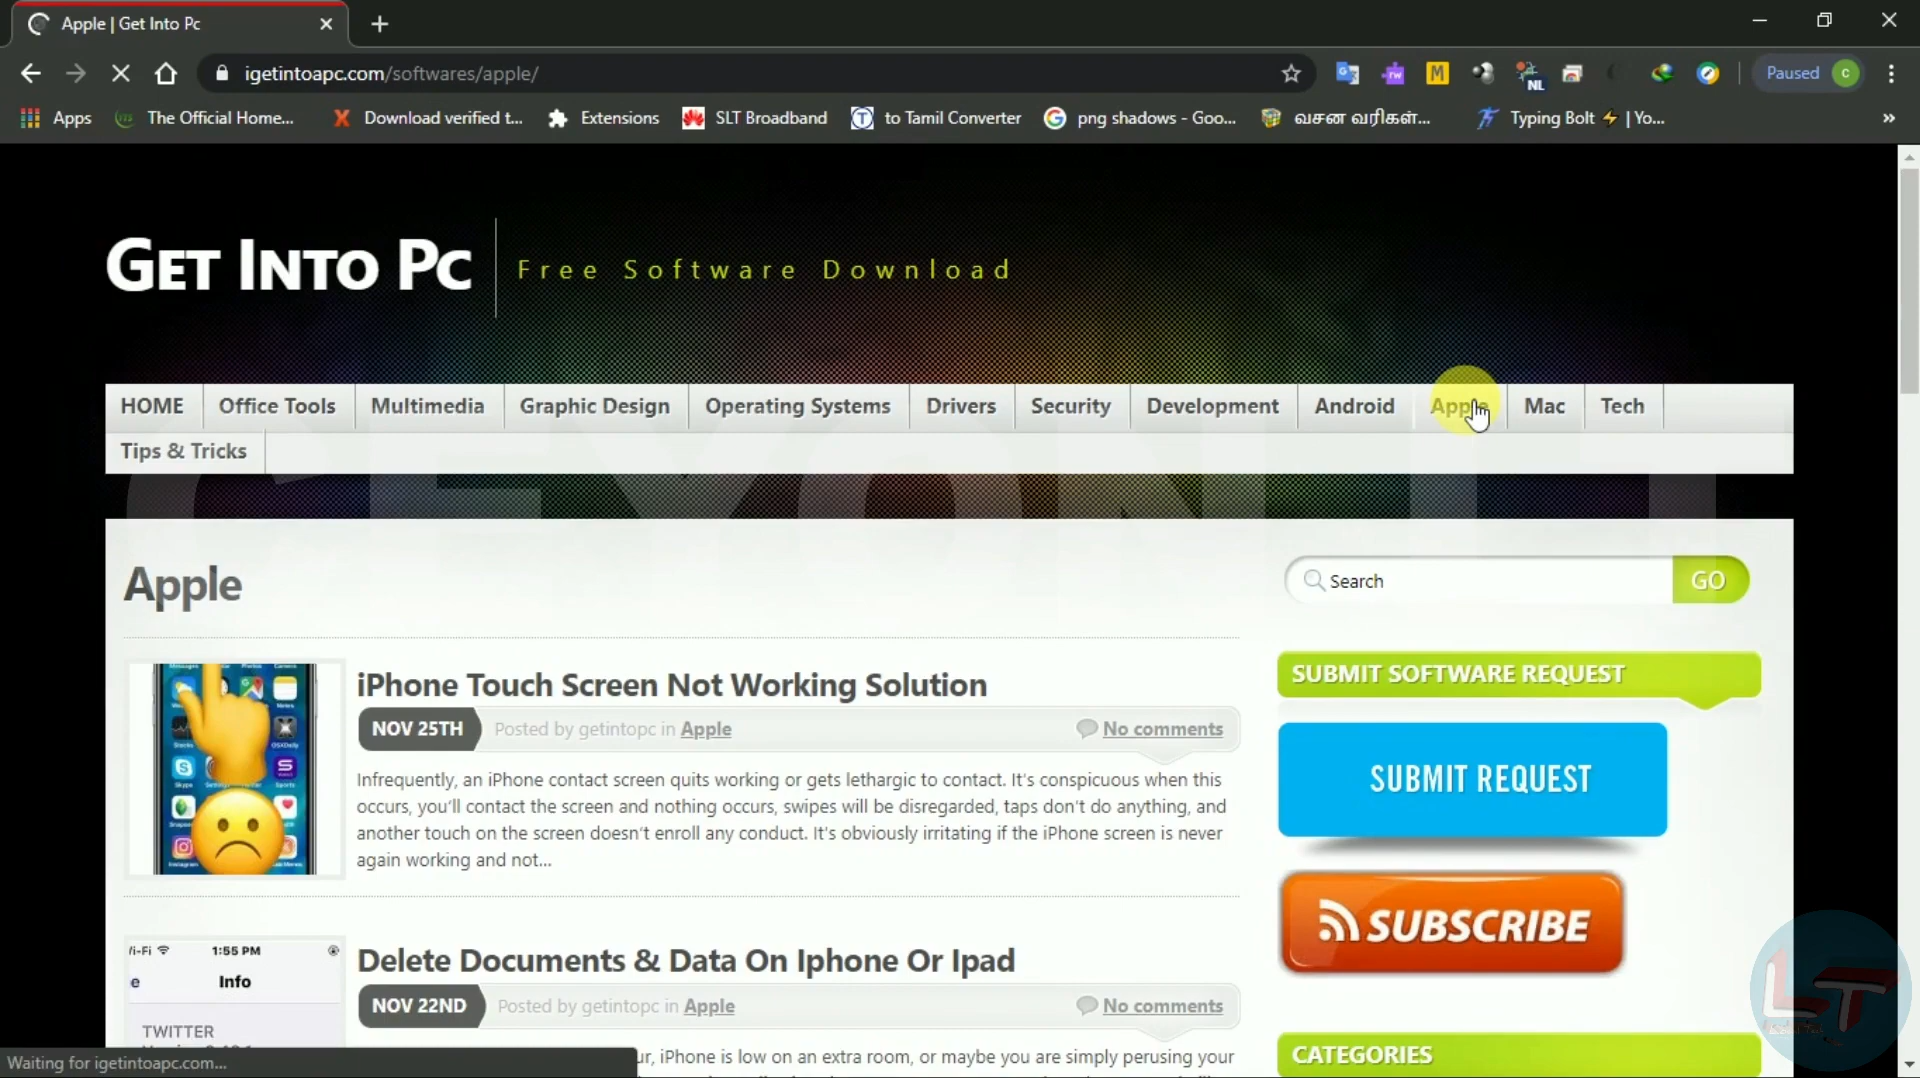 Apple | Get Into Pc
igetintoapc.com/softwares/apple/
Paused C
Apps The Official Home... Download verified t... Extensions SLT Broadband to Tamil Converter png shadows - Goo... வசன வரிகள்... Typing Bolt⚡| Yo... »
GET INTO PC
Free Software Download
HOME Office Tools Multimedia Graphic Design Operating Systems Drivers Security Development Android Apple Mac Tech
Tips & Tricks
CEYON LT
Apple
Search GO
iPhone Touch Screen Not Working Solution
NOV 25TH Posted by getintopc in Apple No comments
Infrequently, an iPhone contact screen quits working or gets lethargic to contact. It's conspicuous when this
occurs, you'll contact the screen and nothing occurs, swipes will be disregarded, taps don't do anything, and
another touch on the screen doesn't enroll any conduct. It's obviously irritating if the iPhone screen is never
again working and not...
SUBMIT SOFTWARE REQUEST
SUBMIT REQUEST
SUBSCRIBE
Delete Documents & Data On Iphone Or Ipad
NOV 22ND Posted by getintopc in Apple No comments
1:55 PM
Info
TWITTER
ur, iPhone is low on an extra room, or maybe you are simply perusing your
CATEGORIES
Waiting for igetintoapc.com...
LT